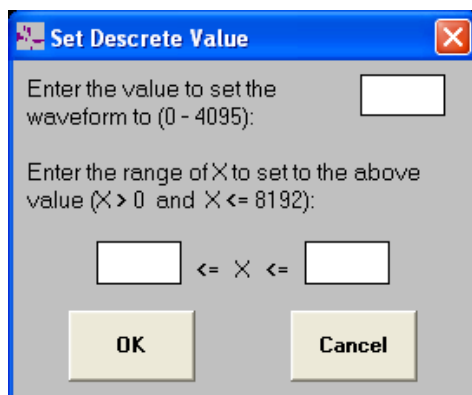 Set Descrete Value
Enter the value to set the
waveform to (0 - 4095):
Enter the range of X to set to the above
value (X > 0 and X <= 8192):
<= X <=
OK Cancel